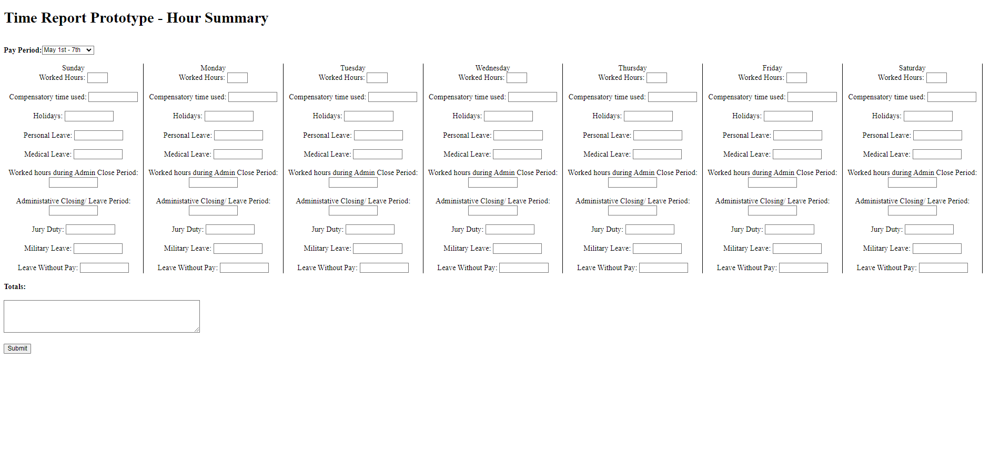 Time Report Prototype - Hour Summary
Pay Period: May 1st - 7th
Sunday Monday Tuesday Wednesday Thursday Friday Saturday
Worked Hours: Worked Hours: Worked Hours: Worked Hours: Worked Hours: Worked Hours: Worked Hours:
Compensatory time used: Compensatory time used: Compensatory time used: Compensatory time used: Compensatory time used: Compensatory time used: Compensatory time used:
Holidays: Holidays: Holidays: Holidays: Holidays: Holidays: Holidays:
Personal Leave: Personal Leave: Personal Leave: Personal Leave: Personal Leave: Personal Leave: Personal Leave:
Medical Leave: Medical Leave: Medical Leave: Medical Leave: Medical Leave: Medical Leave: Medical Leave:
Worked hours during Admin Close Period: Worked hours during Admin Close Period: Worked hours during Admin Close Period: Worked hours during Admin Close Period: Worked hours during Admin Close Period: Worked hours during Admin Close Period: Worked hours during Admin Close Period:
Administative Closing/ Leave Period: Administative Closing/ Leave Period: Administative Closing/ Leave Period: Administative Closing/ Leave Period: Administative Closing/ Leave Period: Administative Closing/ Leave Period: Administative Closing/ Leave Period:
Jury Duty: Jury Duty: Jury Duty: Jury Duty: Jury Duty: Jury Duty: Jury Duty:
Military Leave: Military Leave: Military Leave: Military Leave: Military Leave: Military Leave: Military Leave:
Leave Without Pay: Leave Without Pay: Leave Without Pay: Leave Without Pay: Leave Without Pay: Leave Without Pay: Leave Without Pay:
Totals:
Submit